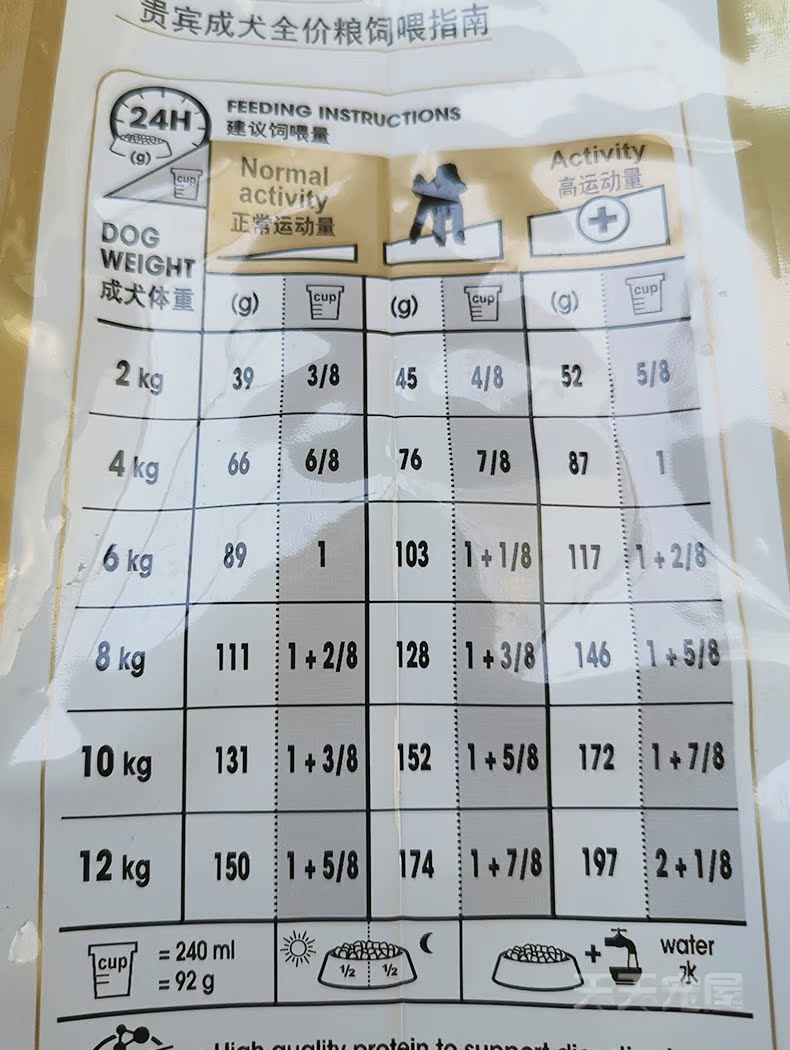 贵宾成犬全价粮饲喂指南
24H
(g)
cup
FEEDING INSTRUCTIONS
建议饲喂量
Normal
activity
正常运动量
Activity
高运动量
+
DOG
WEIGHT
成犬体重
(g) cup (g) cup (g) cup
2 kg 39 3/8 45 4/8 52 5/8
4 kg 66 6/8 76 7/8 87 1
6 kg 89 1 103 1+1/8 117 1+2/8
8 kg 111 1+2/8 128 1+3/8 146 1+5/8
10 kg 131 1+3/8 152 1+5/8 172 1+7/8
12 kg 150 1+5/8 174 1+7/8 197 2+1/8
cup = 240 ml
= 92 g
1/2 1/2
+ water
水
天天宠屋
High quality protein to support